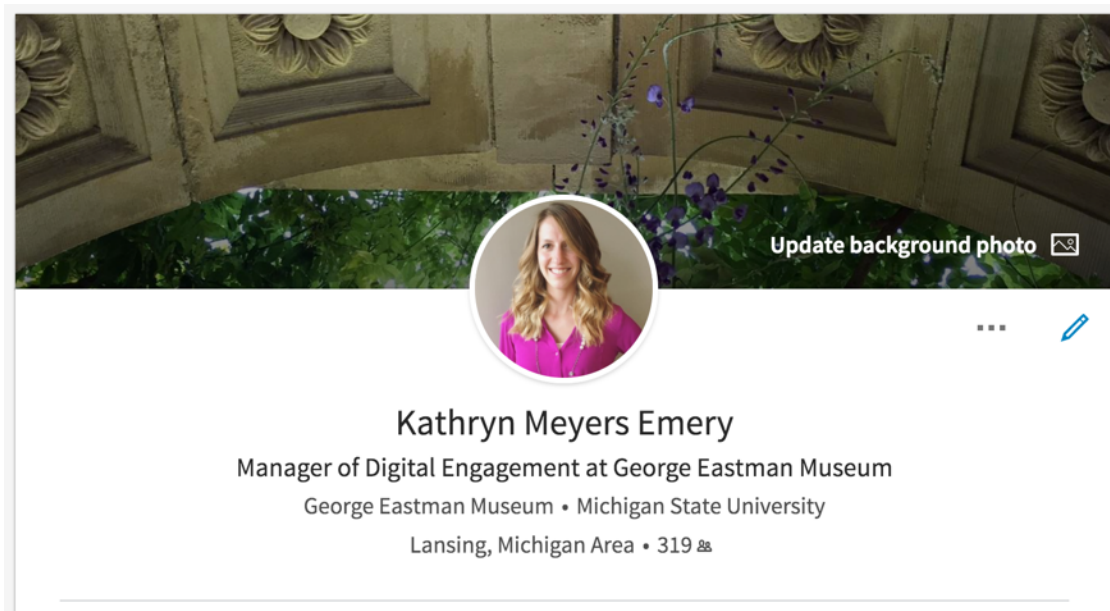 Update background photo
Kathryn Meyers Emery
Manager of Digital Engagement at George Eastman Museum
George Eastman Museum • Michigan State University
Lansing, Michigan Area • 319